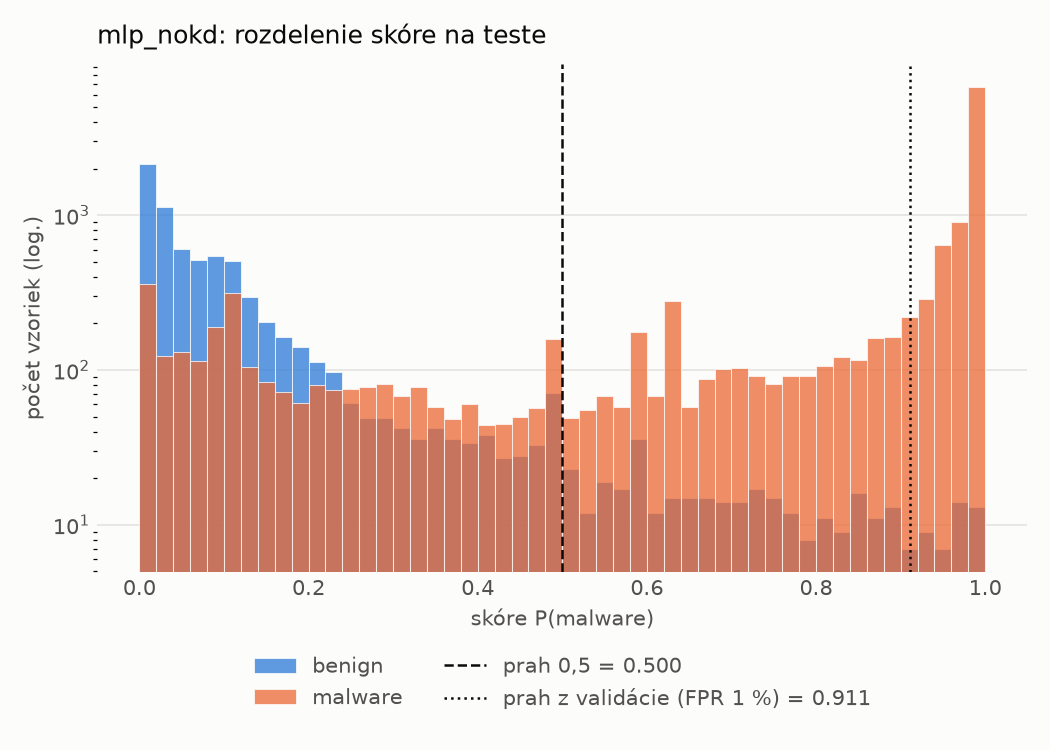 mlp_nokd: rozdelenie skóre na teste
počet vzoriek (log.)
10³
10²
10¹
0.0 0.2 0.4 0.6 0.8 1.0
skóre P(malware)
benign
malware
prah 0,5 = 0.500
prah z validácie (FPR 1 %) = 0.911